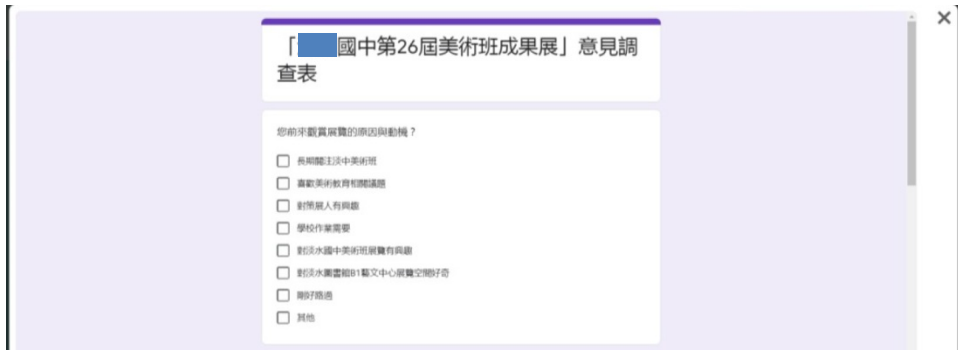 「國中第26屆美術班成果展」意見調
查表
您前來觀賞展覽的原因與動機？
長期關注淡中美術班
喜歡美術教育相關議題
對策展人有興趣
學校作業需要
對淡水國中美術班展覽有興趣
對淡水圖書館B1藝文中心展覽空間好奇
剛好路過
其他